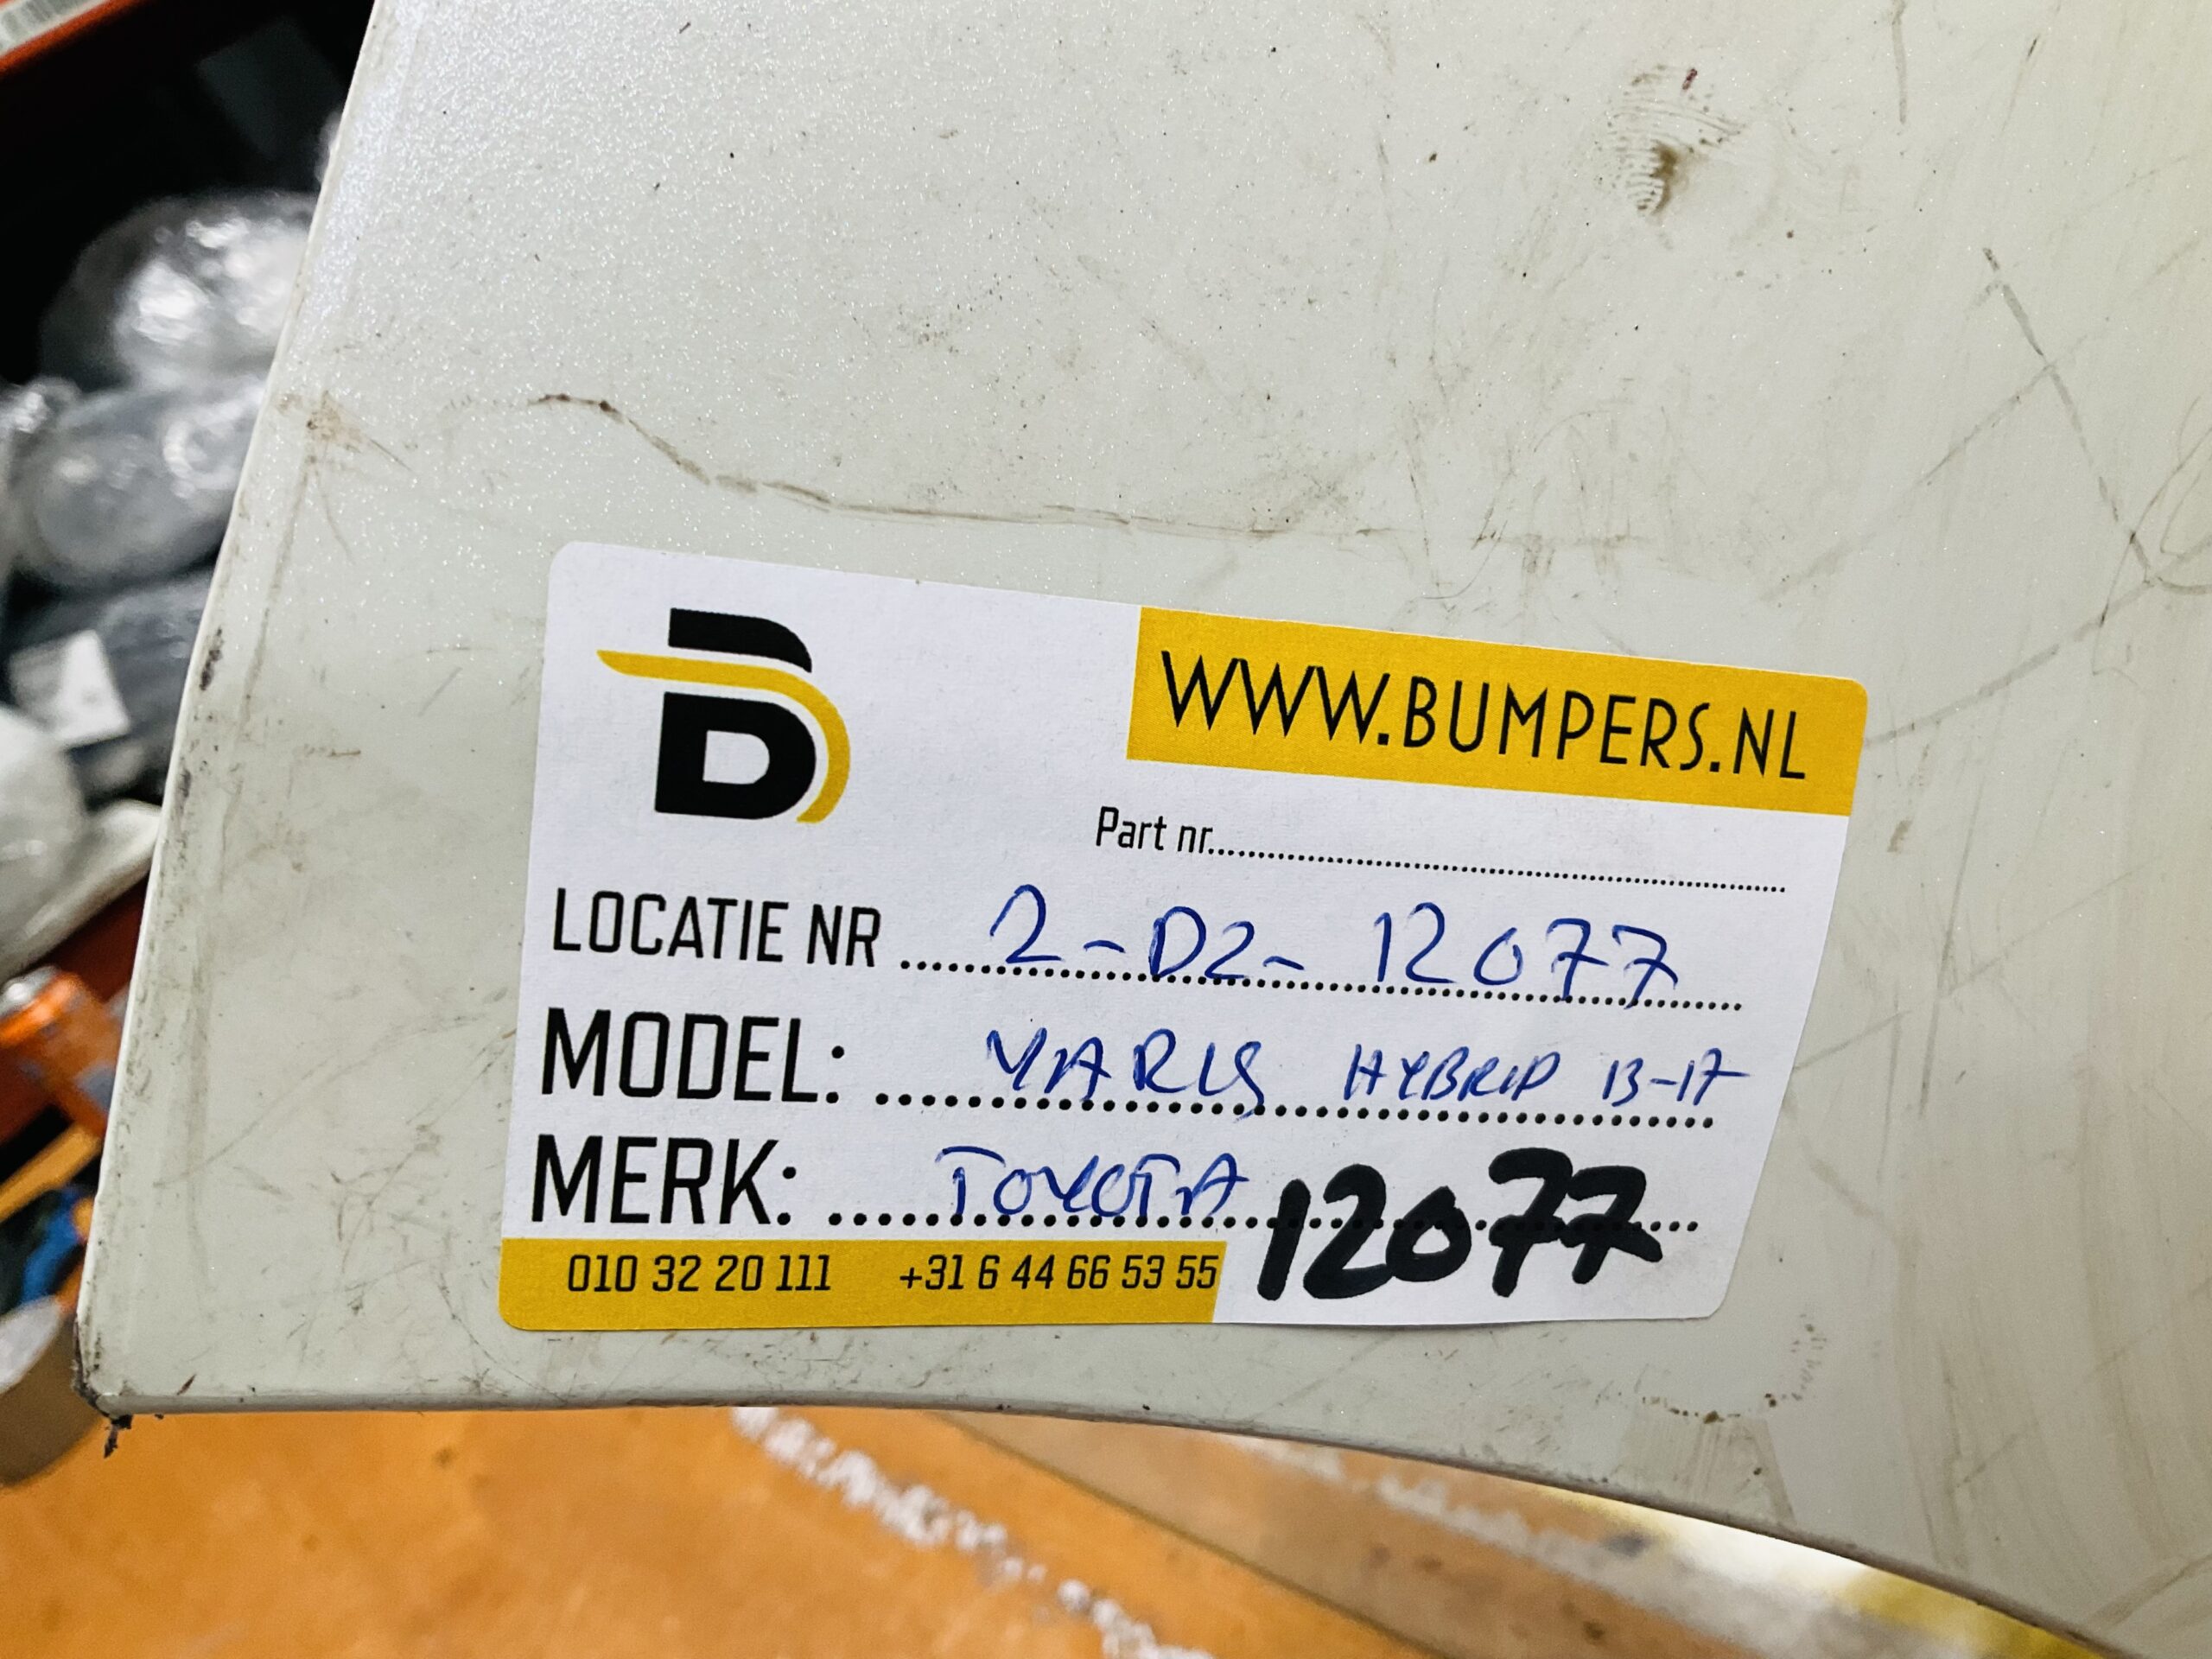 WWW.BUMPERS.NL
Part nr........................
LOCATIE NR ........ 2-D2-12077
MODEL: ........ YARIS HYBRID 13-17
MERK: ........ TOYOTA 12077
010 32 20 111 +31 6 44 66 53 55